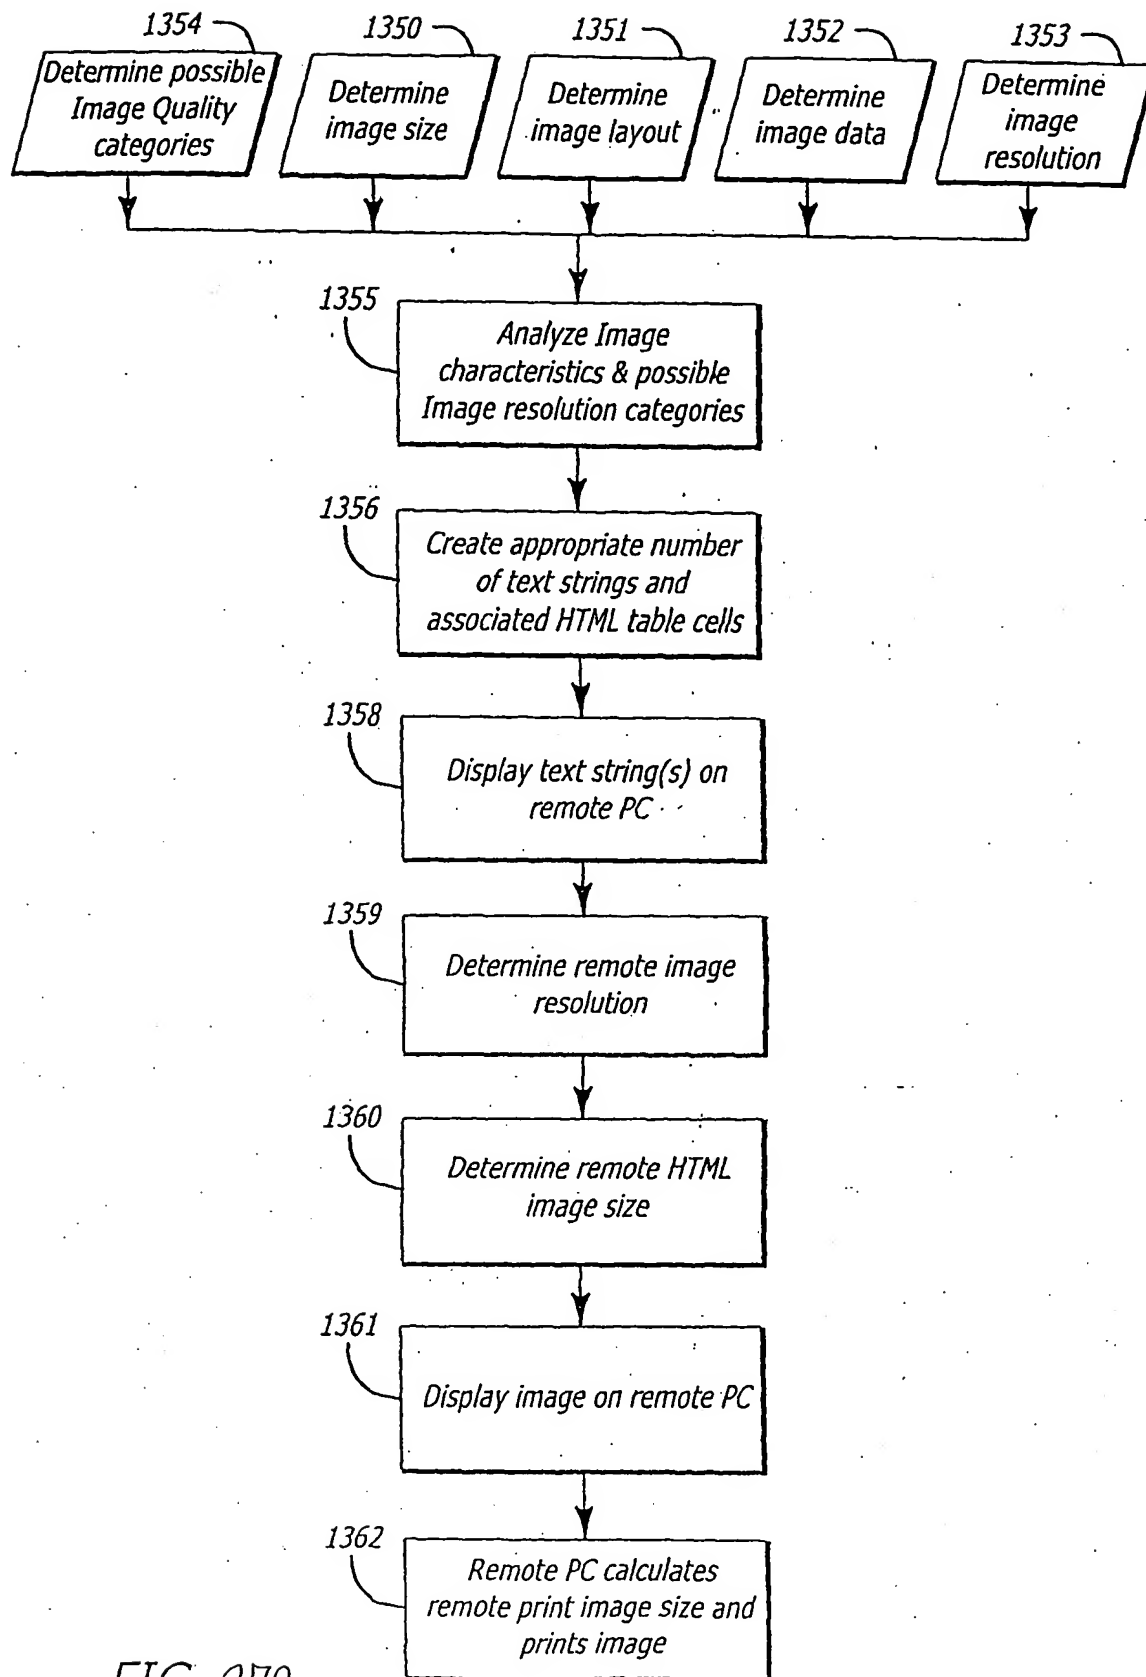 1354
1350
1351
1352
1353
Determine possible
Image Quality
categories
Determine
image size
Determine
image layout
Determine
image data
Determine
image
resolution
1355
Analyze Image
characteristics & possible
Image resolution categories
1356
Create appropriate number
of text strings and
associated HTML table cells
1358
Display text string(s) on
remote PC
1359
Determine remote image
resolution
1360
Determine remote HTML
image size
1361
Display image on remote PC
1362
Remote PC calculates
remote print image size and
prints image
FIG.